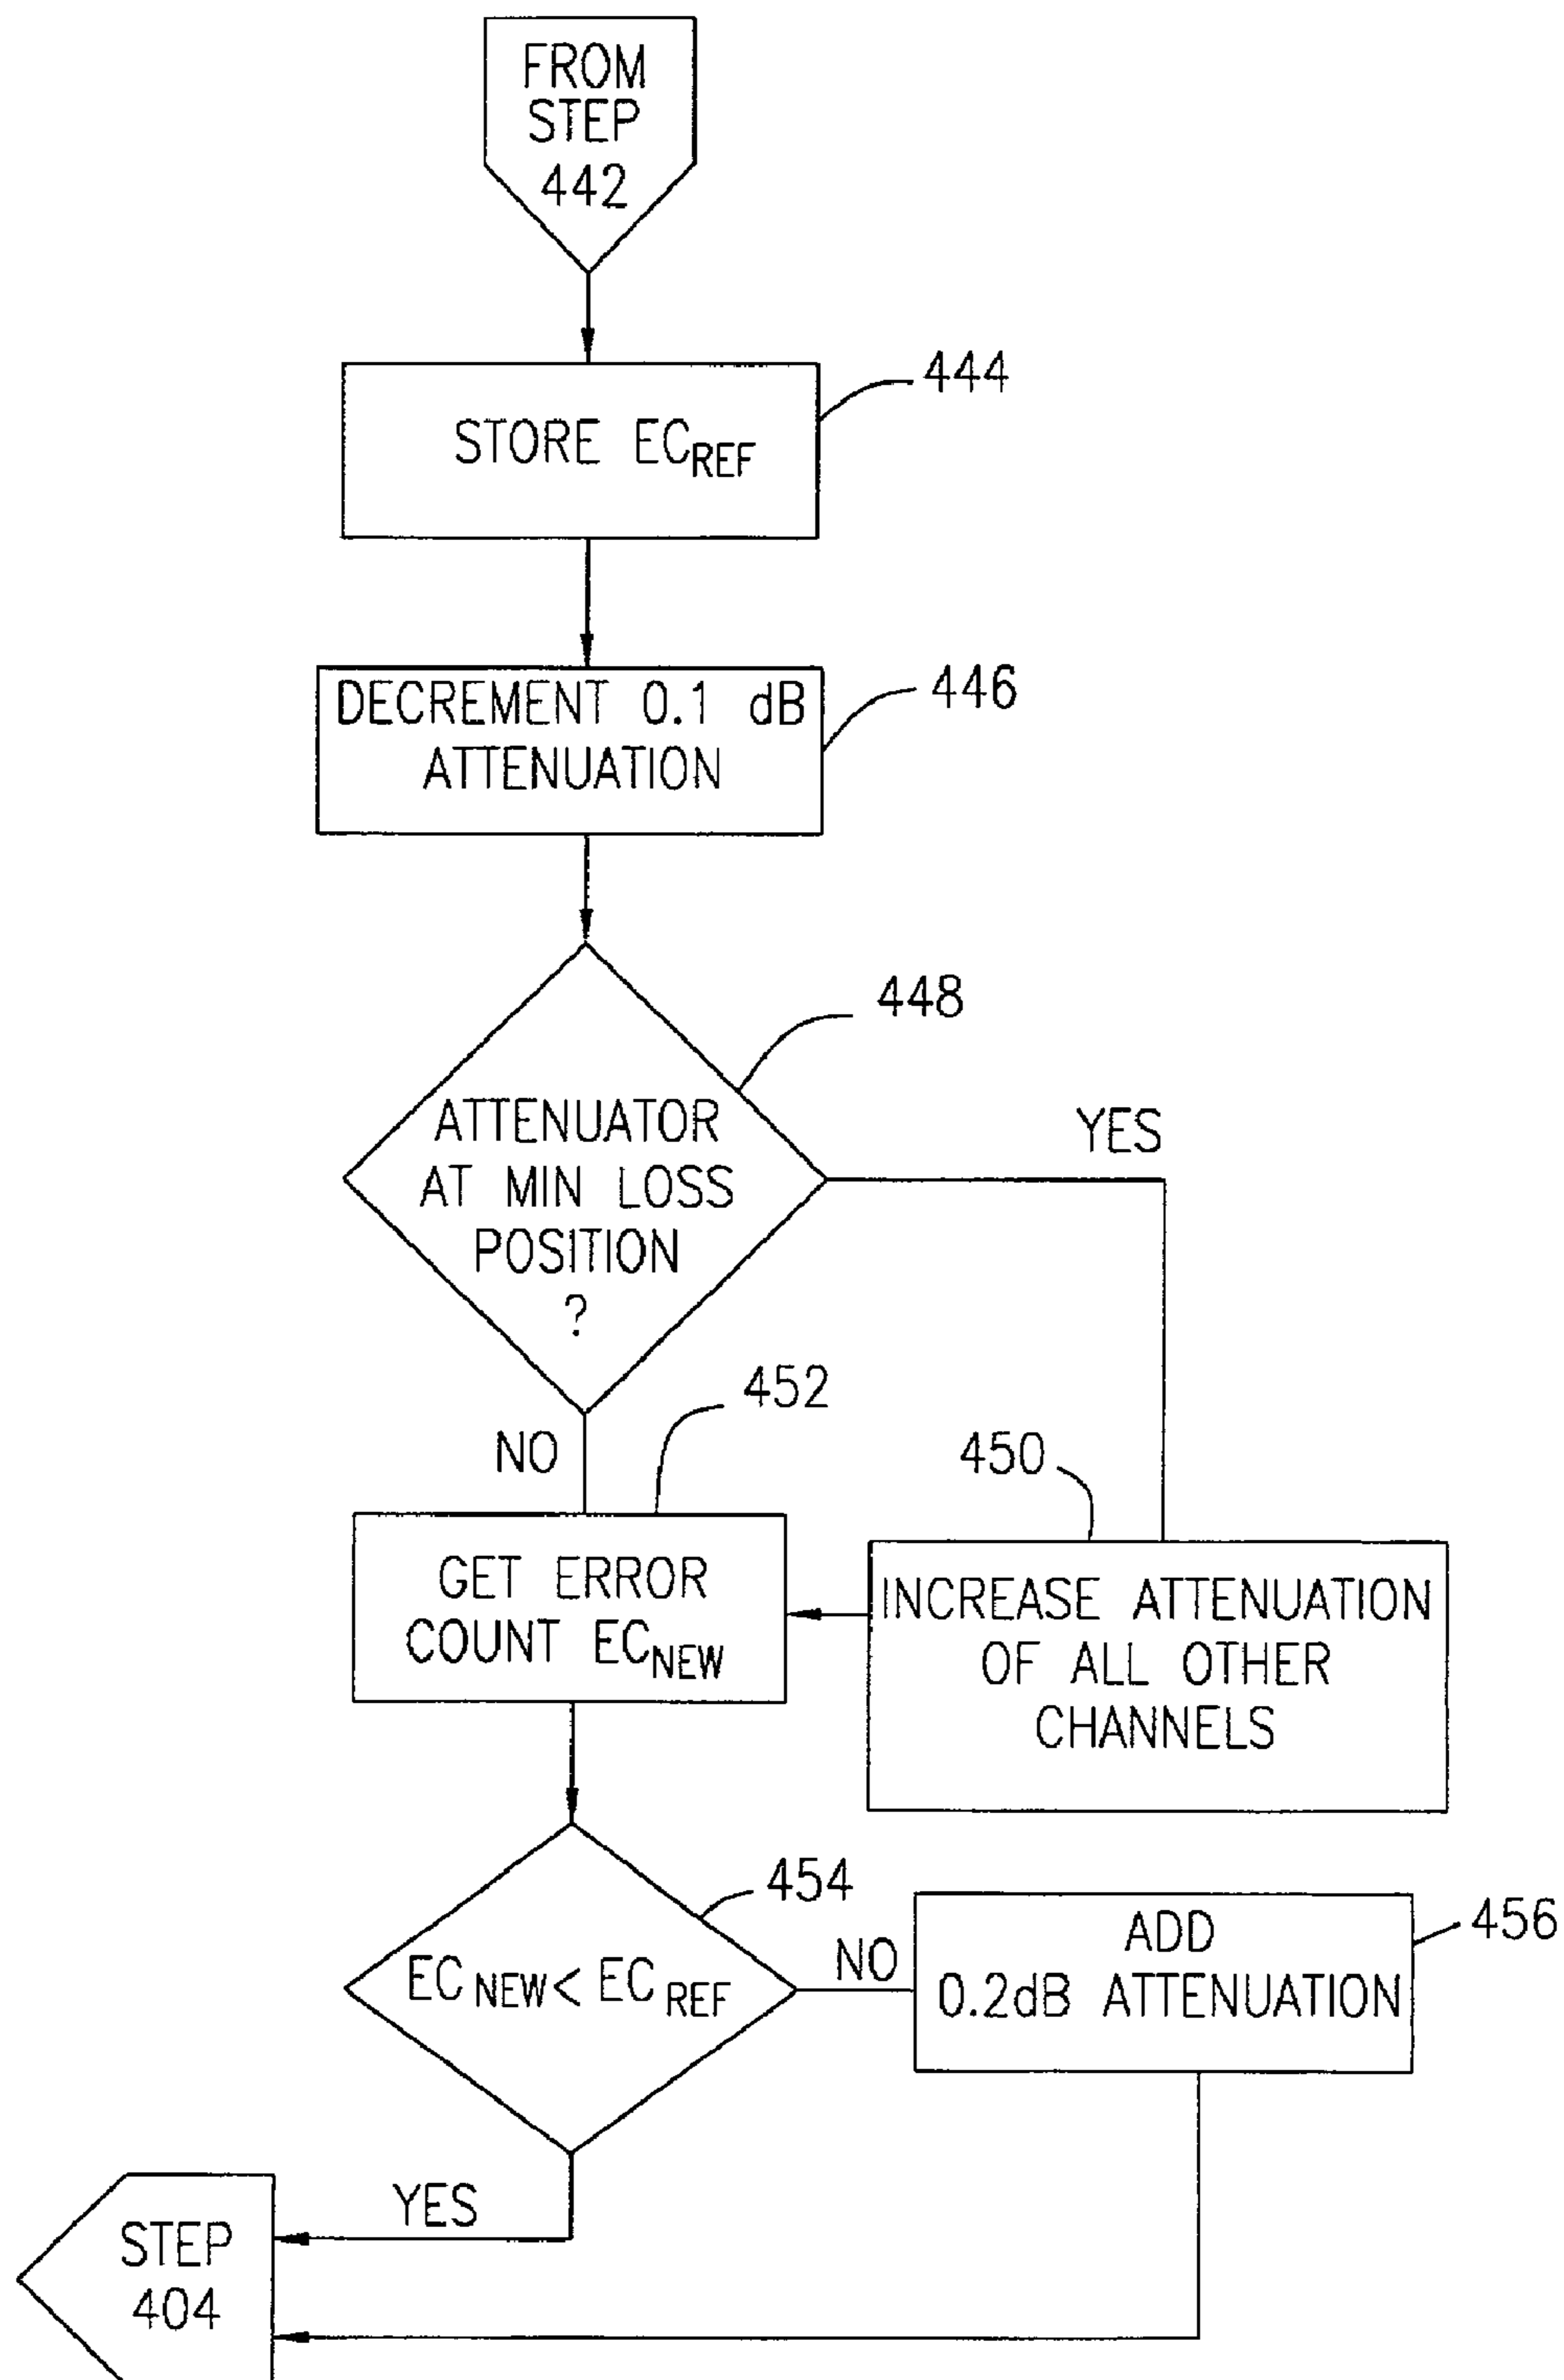 FROM
STEP
442
444
STORE EC_REF
446
DECREMENT 0.1 dB
ATTENUATION
448
ATTENUATOR
AT MIN LOSS
POSITION
?
YES
NO
452
450
GET ERROR
COUNT EC_NEW
INCREASE ATTENUATION
OF ALL OTHER
CHANNELS
454
EC_NEW < EC_REF
NO
456
ADD
0.2dB ATTENUATION
YES
STEP
404